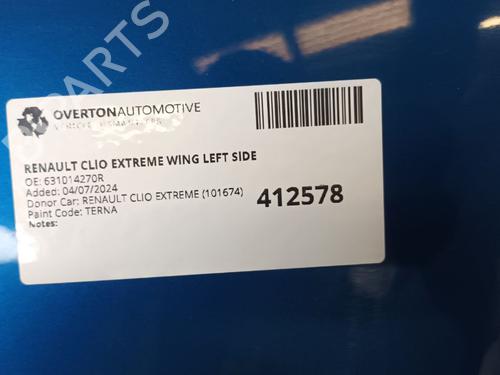 PARTS
OVERTONAUTOMOTIVE
RENAULT CLIO EXTREME WING LEFT SIDE
OE: 631014270R
Added: 04/07/2024
Donor Car: RENAULT CLIO EXTREME (101674)
412578
Paint Code: TERNA
Notes: